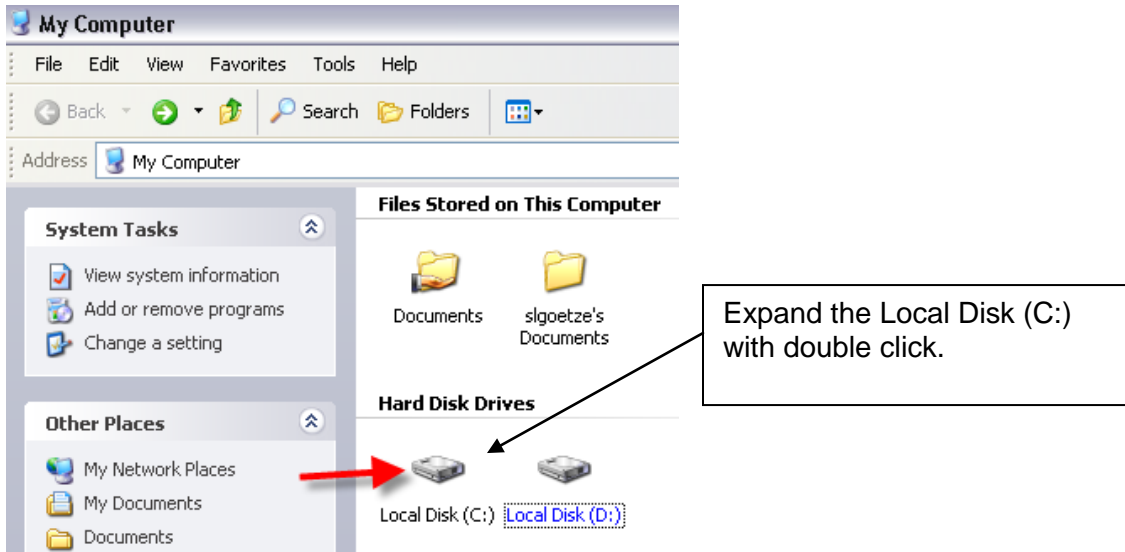 My Computer
File Edit View Favorites Tools Help
Back Search Folders
Address My Computer
System Tasks
View system information
Add or remove programs
Change a setting
Other Places
My Network Places
My Documents
Documents
Files Stored on This Computer
Documents
slgoetze's
Documents
Hard Disk Drives
Local Disk (C:) Local Disk (D:)
Expand the Local Disk (C:)
with double click.